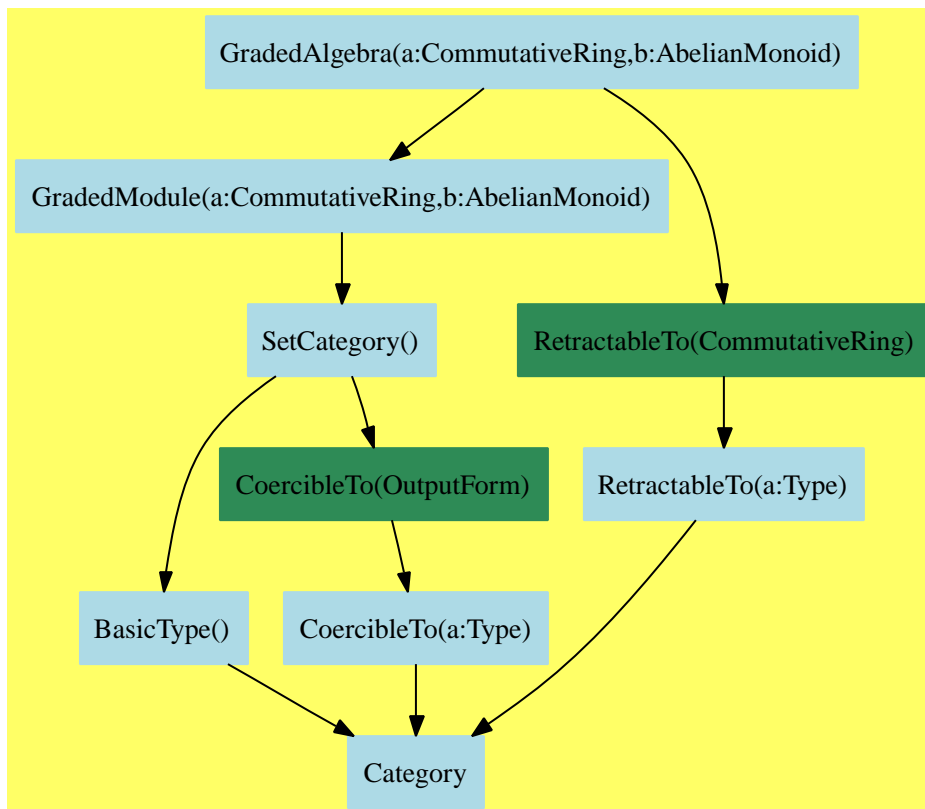 GradedAlgebra(a:CommutativeRing,b:AbelianMonoid)
GradedModule(a:CommutativeRing,b:AbelianMonoid)
SetCategory()
RetractableTo(CommutativeRing)
CoercibleTo(OutputForm)
RetractableTo(a:Type)
BasicType()
CoercibleTo(a:Type)
Category